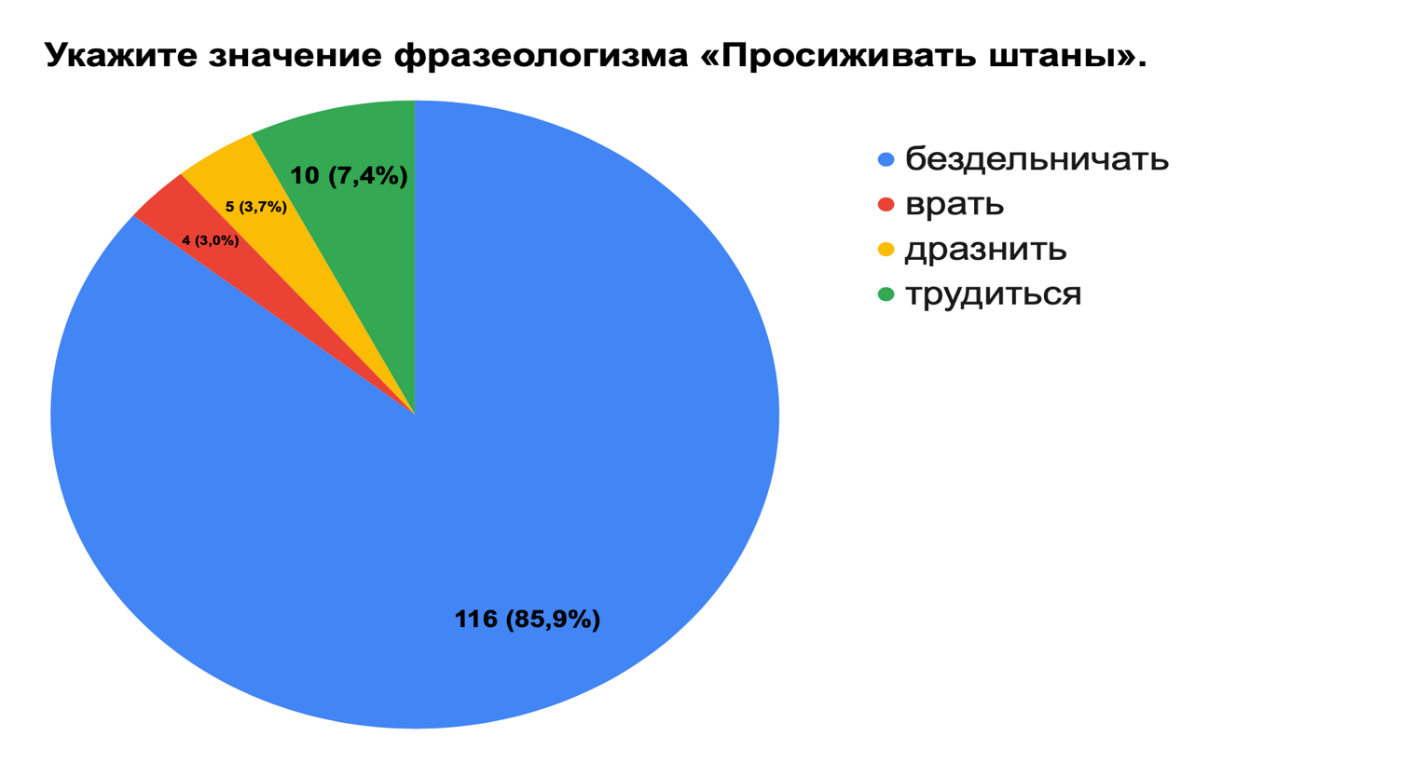 Укажите значение фразеологизма «Просиживать штаны».
10 (7,4%)
5 (3,7%)
4 (3,0%)
116 (85,9%)
бездельничать
врать
дразнить
трудиться